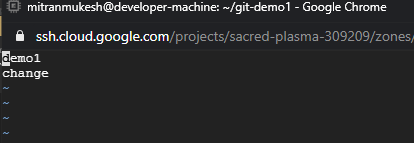 mitranmukesh@developer-machine: ~/git-demo1 - Google Chrome
ssh.cloud.google.com/projects/sacred-plasma-309209/zones/
demo1
change
~
~
~
~